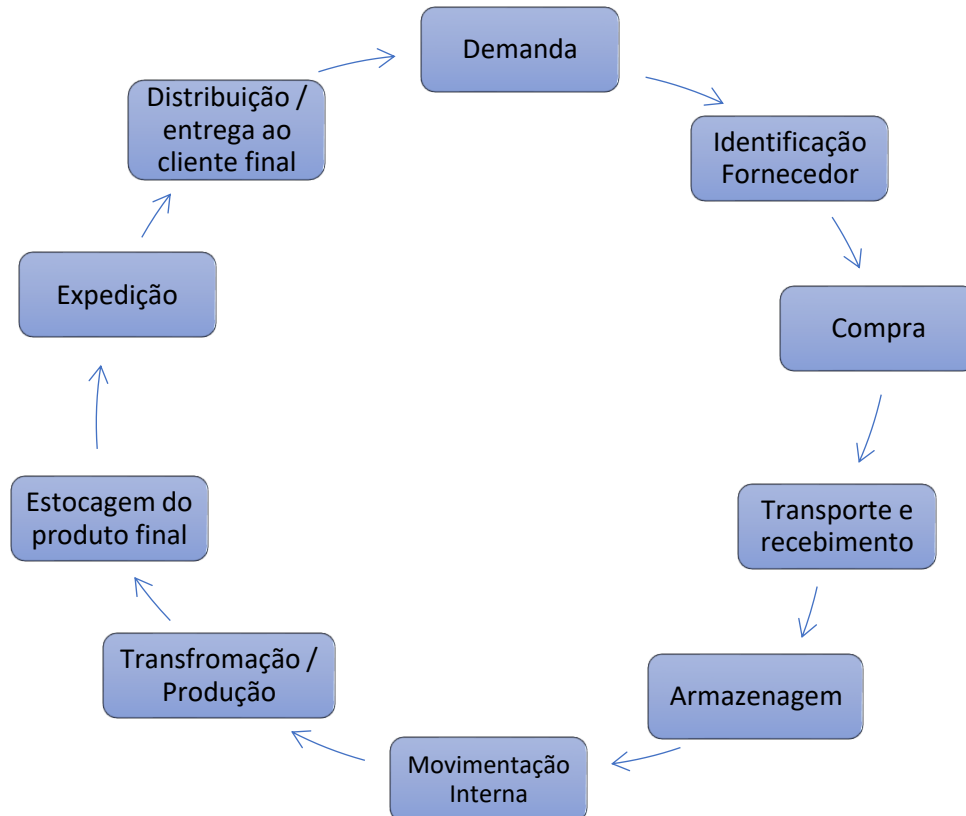 Demanda
Identificação
Fornecedor
Compra
Transporte e
recebimento
Armazenagem
Movimentação
Interna
Transfromação /
Produção
Estocagem do
produto final
Expedição
Distribuição /
entrega ao
cliente final